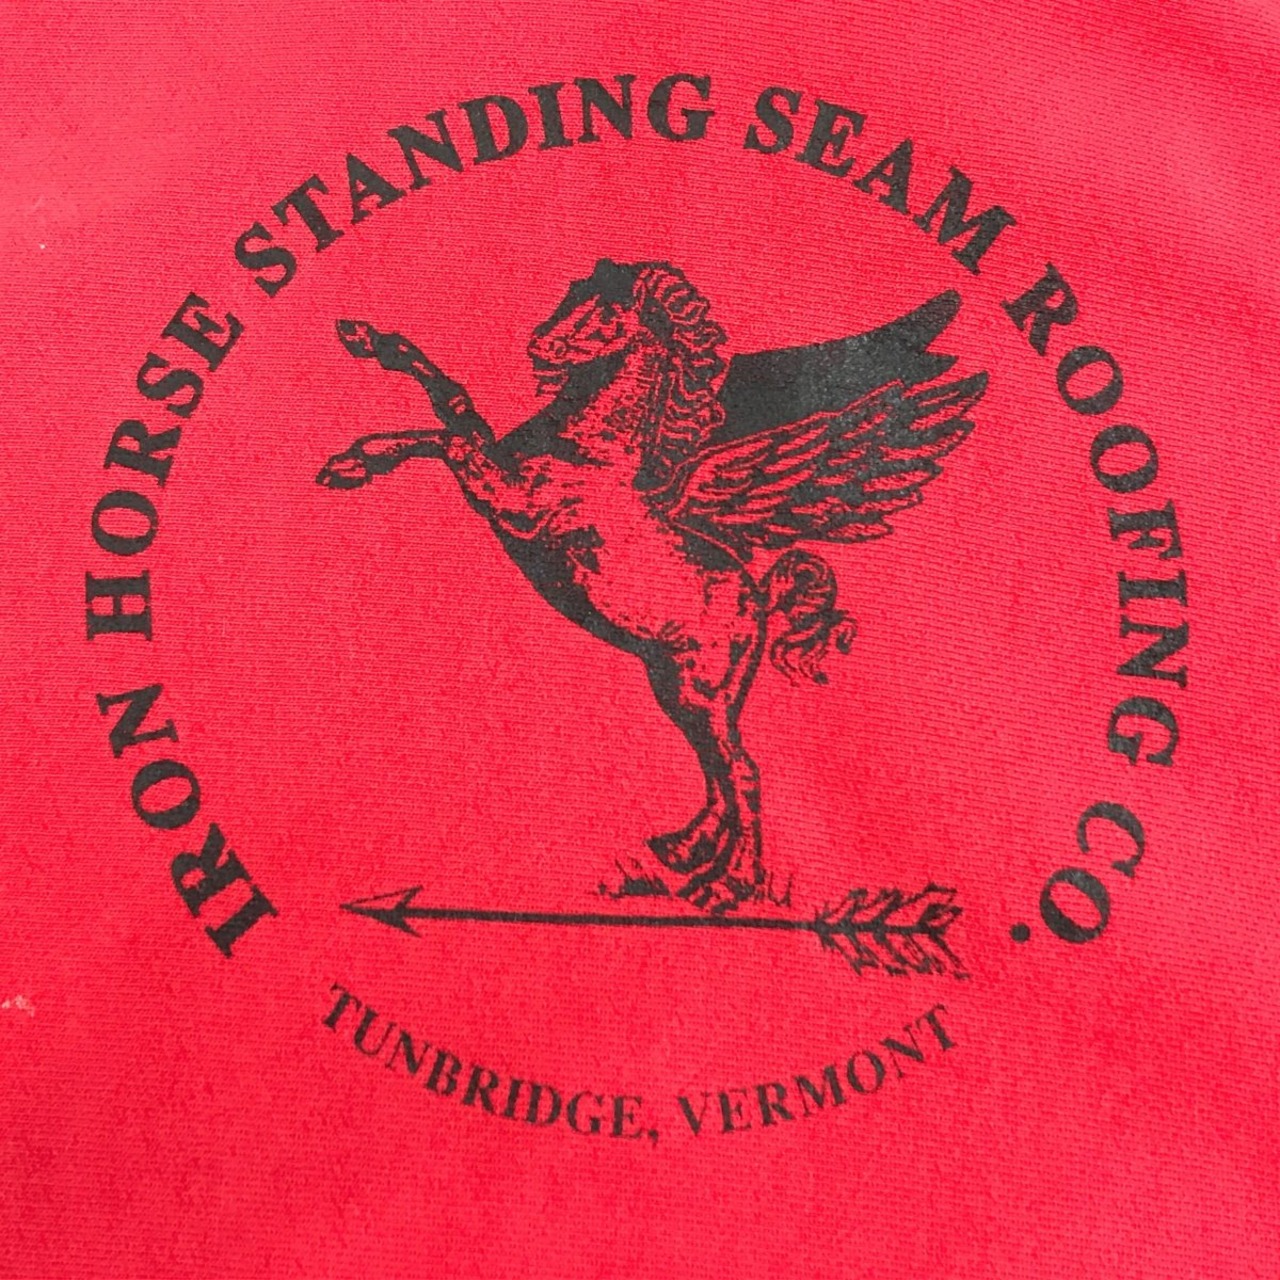 IRON HORSE STANDING SEAM ROOFING CO.
TUNBRIDGE, VERMONT